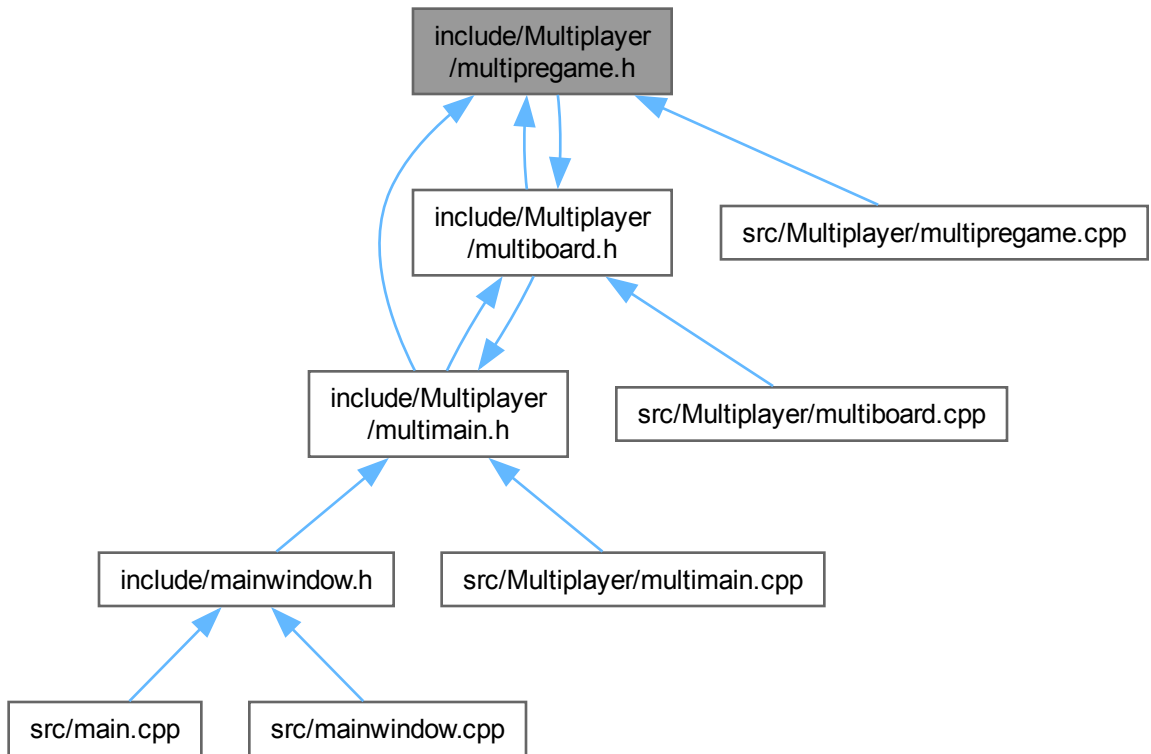 include/Multiplayer
/multipregame.h
include/Multiplayer
/multiboard.h
src/Multiplayer/multipregame.cpp
include/Multiplayer
/multimain.h
src/Multiplayer/multiboard.cpp
include/mainwindow.h
src/Multiplayer/multimain.cpp
src/main.cpp
src/mainwindow.cpp